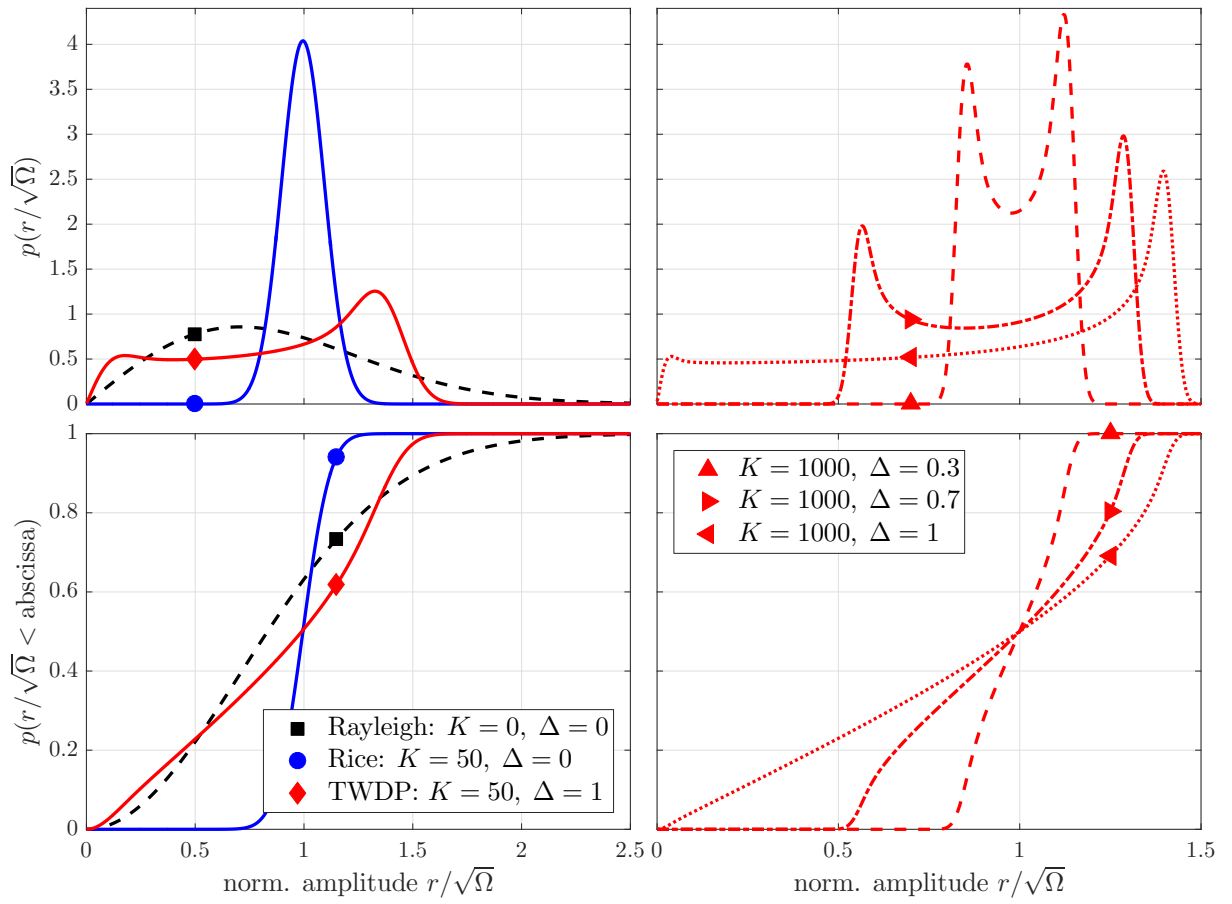 4
3.5
3
2.5
2
1.5
1
0.5
0
p(r/√Ω)
1
0.8
0.6
0.4
0.2
0
p(r/√Ω < abscissa)
Rayleigh: K = 0, Δ = 0
Rice: K = 50, Δ = 0
TWDP: K = 50, Δ = 1
0 0.5 1 1.5 2 2.5
norm. amplitude r/√Ω
K = 1000, Δ = 0.3
K = 1000, Δ = 0.7
K = 1000, Δ = 1
0 1 1.5
norm. amplitude r/√Ω